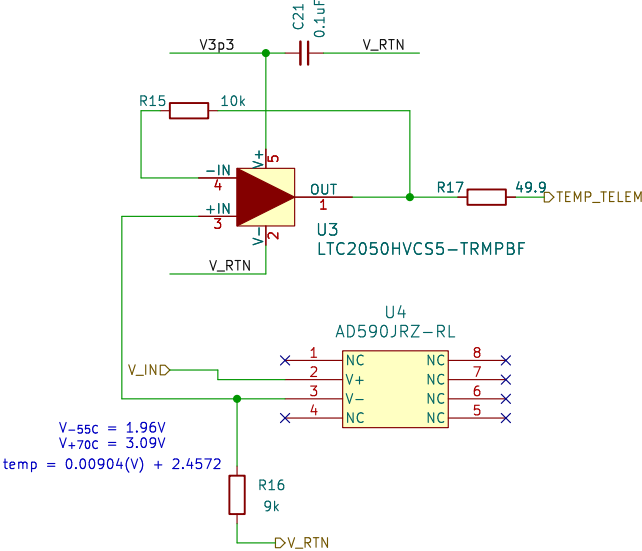 C21
0.1uF
V3p3
V_RTN
R15
10k
V+
5
-IN
4
+IN
3
OUT
1
V-
2
R17
49.9
TEMP_TELEM
U3
LTC2050HVCS5-TRMPBF
V_RTN
U4
AD590JRZ-RL
1
NC
NC
8
V_IN
2
V+
NC
7
3
V-
NC
6
4
NC
NC
5
V-55C = 1.96V
V+70C = 3.09V
temp = 0.00904(V) + 2.4572
R16
9k
V_RTN